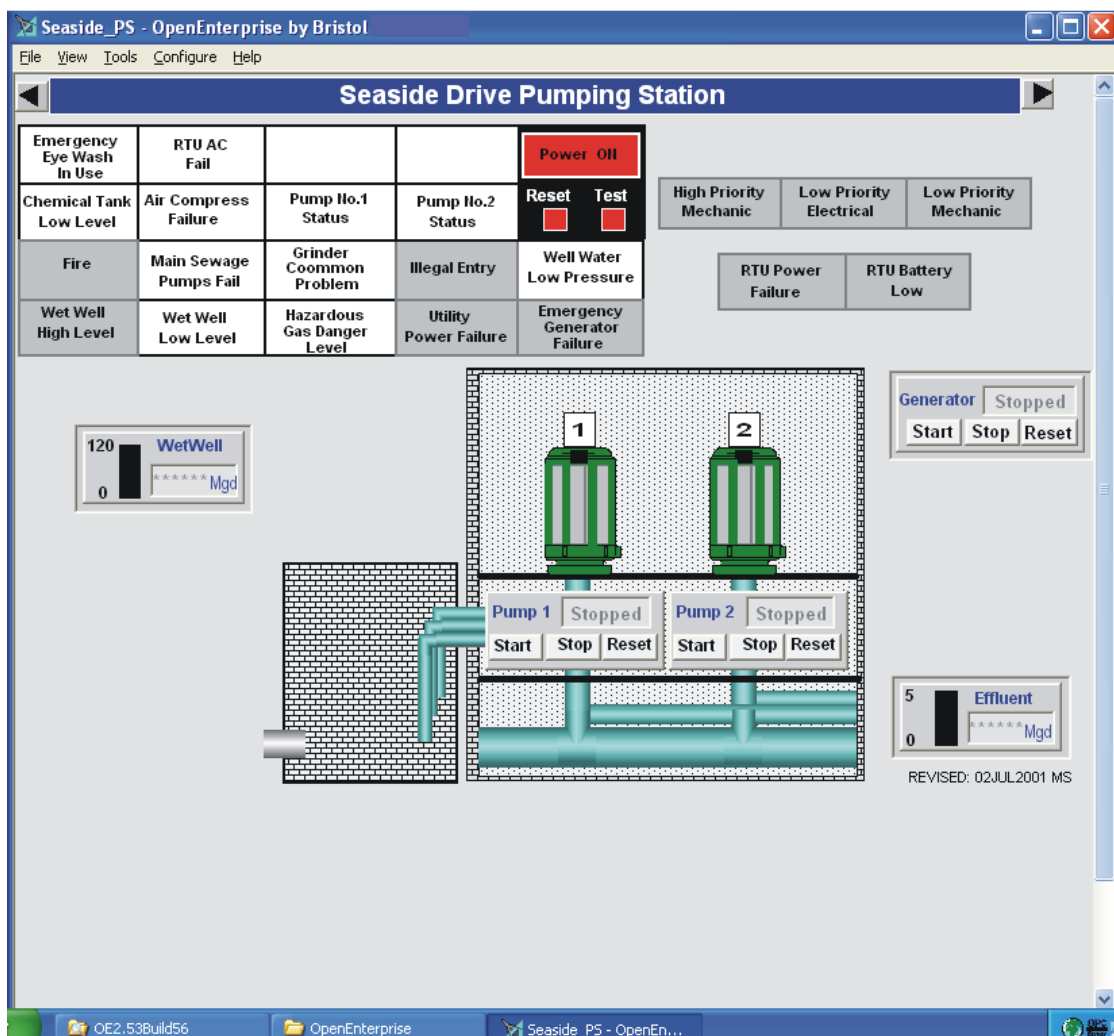 Seaside_PS - OpenEnterprise by Bristol
File View Tools Configure Help
Seaside Drive Pumping Station
Emergency
Eye Wash
In Use
RTU AC
Fail
Power ON
Chemical Tank
Low Level
Air Compress
Failure
Pump No.1
Status
Pump No.2
Status
Reset Test
High Priority
Mechanic
Low Priority
Electrical
Low Priority
Mechanic
Fire
Main Sewage
Pumps Fail
Grinder
Coommon
Problem
Illegal Entry
Well Water
Low Pressure
RTU Power
Failure
RTU Battery
Low
Wet Well
High Level
Wet Well
Low Level
Hazardous
Gas Danger
Level
Utility
Power Failure
Emergency
Generator
Failure
Generator Stopped
Start Stop Reset
120 WetWell
******Mgd
0
1
2
Pump 1 Stopped
Start Stop Reset
Pump 2 Stopped
Start Stop Reset
5 Effluent
******Mgd
0
REVISED: 02JUL2001 MS
OE2.53Build56
OpenEnterprise
Seaside_PS - OpenEn...